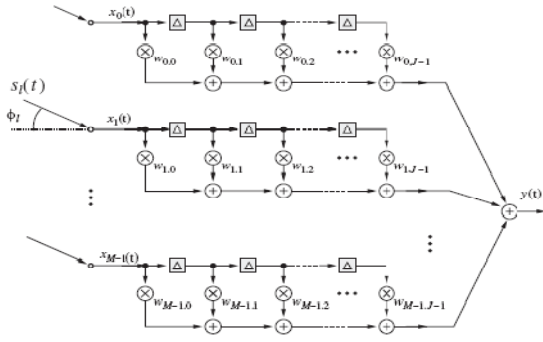 x0(t) Δ Δ Δ
w0.0 w0.1 w0.2 w0.J−1
sl(t)
ϕl
x1(t) Δ Δ Δ
w1.0 w1.1 w1.2 w1.J−1
y(t)
xM−1(t) Δ Δ Δ
wM−1.0 wM−1.1 wM−1.2 wM−1.J−1